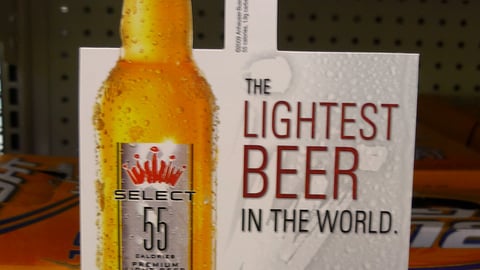 THE
LIGHTEST
BEER
IN THE WORLD.
SELECT
55
CALORIES
PREMIUM